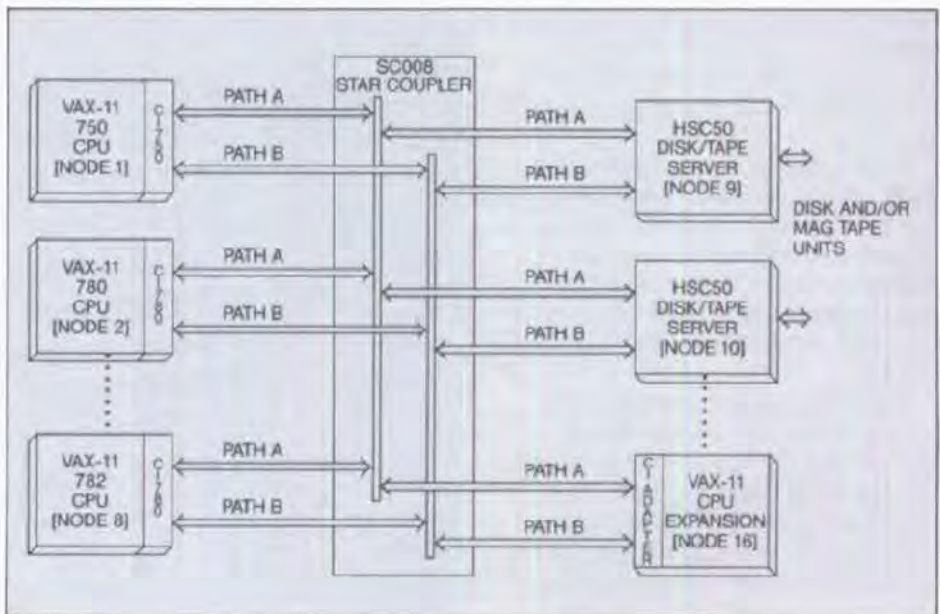 SC008
STAR COUPLER
VAX-11
750
CPU
[NODE 1]
CI750
PATH A
PATH B
PATH A
PATH B
HSC50
DISK/TAPE
SERVER
[NODE 9]
DISK AND/OR
MAG TAPE
UNITS
VAX-11
780
CPU
[NODE 2]
CI780
PATH A
PATH B
PATH A
PATH B
HSC50
DISK/TAPE
SERVER
[NODE 10]
VAX-11
782
CPU
[NODE 8]
CI780
PATH A
PATH B
PATH A
PATH B
CI ADAPTER
VAX-11
CPU
EXPANSION
[NODE 16]